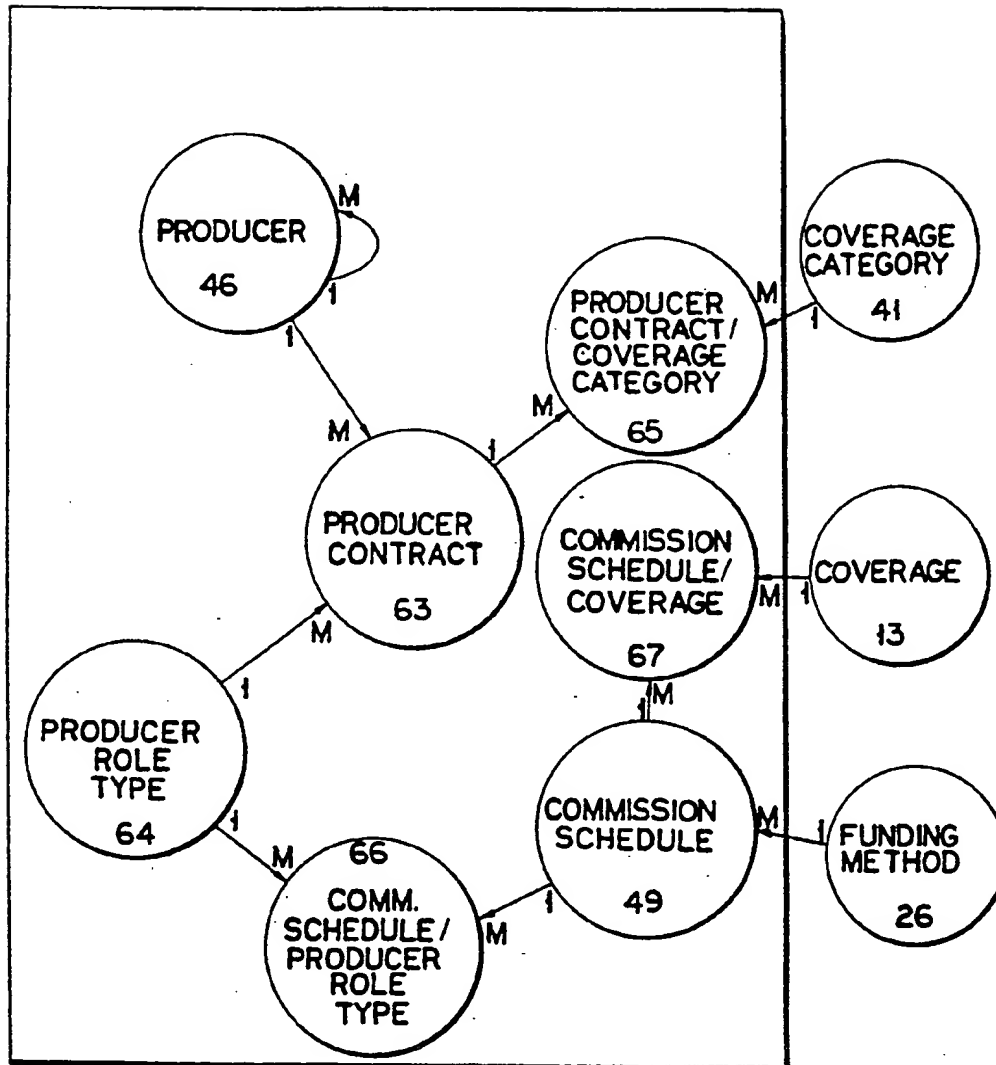 PRODUCER
46
M
1
1
M
PRODUCER
CONTRACT/
COVERAGE
CATEGORY
65
M
1
COVERAGE
CATEGORY
41
M
1
PRODUCER
CONTRACT
63
COMMISSION
SCHEDULE/
COVERAGE
67
M
1
COVERAGE
13
M
1
PRODUCER
ROLE
TYPE
64
1
M
1
M
COMMISSION
SCHEDULE
49
M
1
FUNDING
METHOD
26
66
COMM.
SCHEDULE/
PRODUCER
ROLE
TYPE
M
1